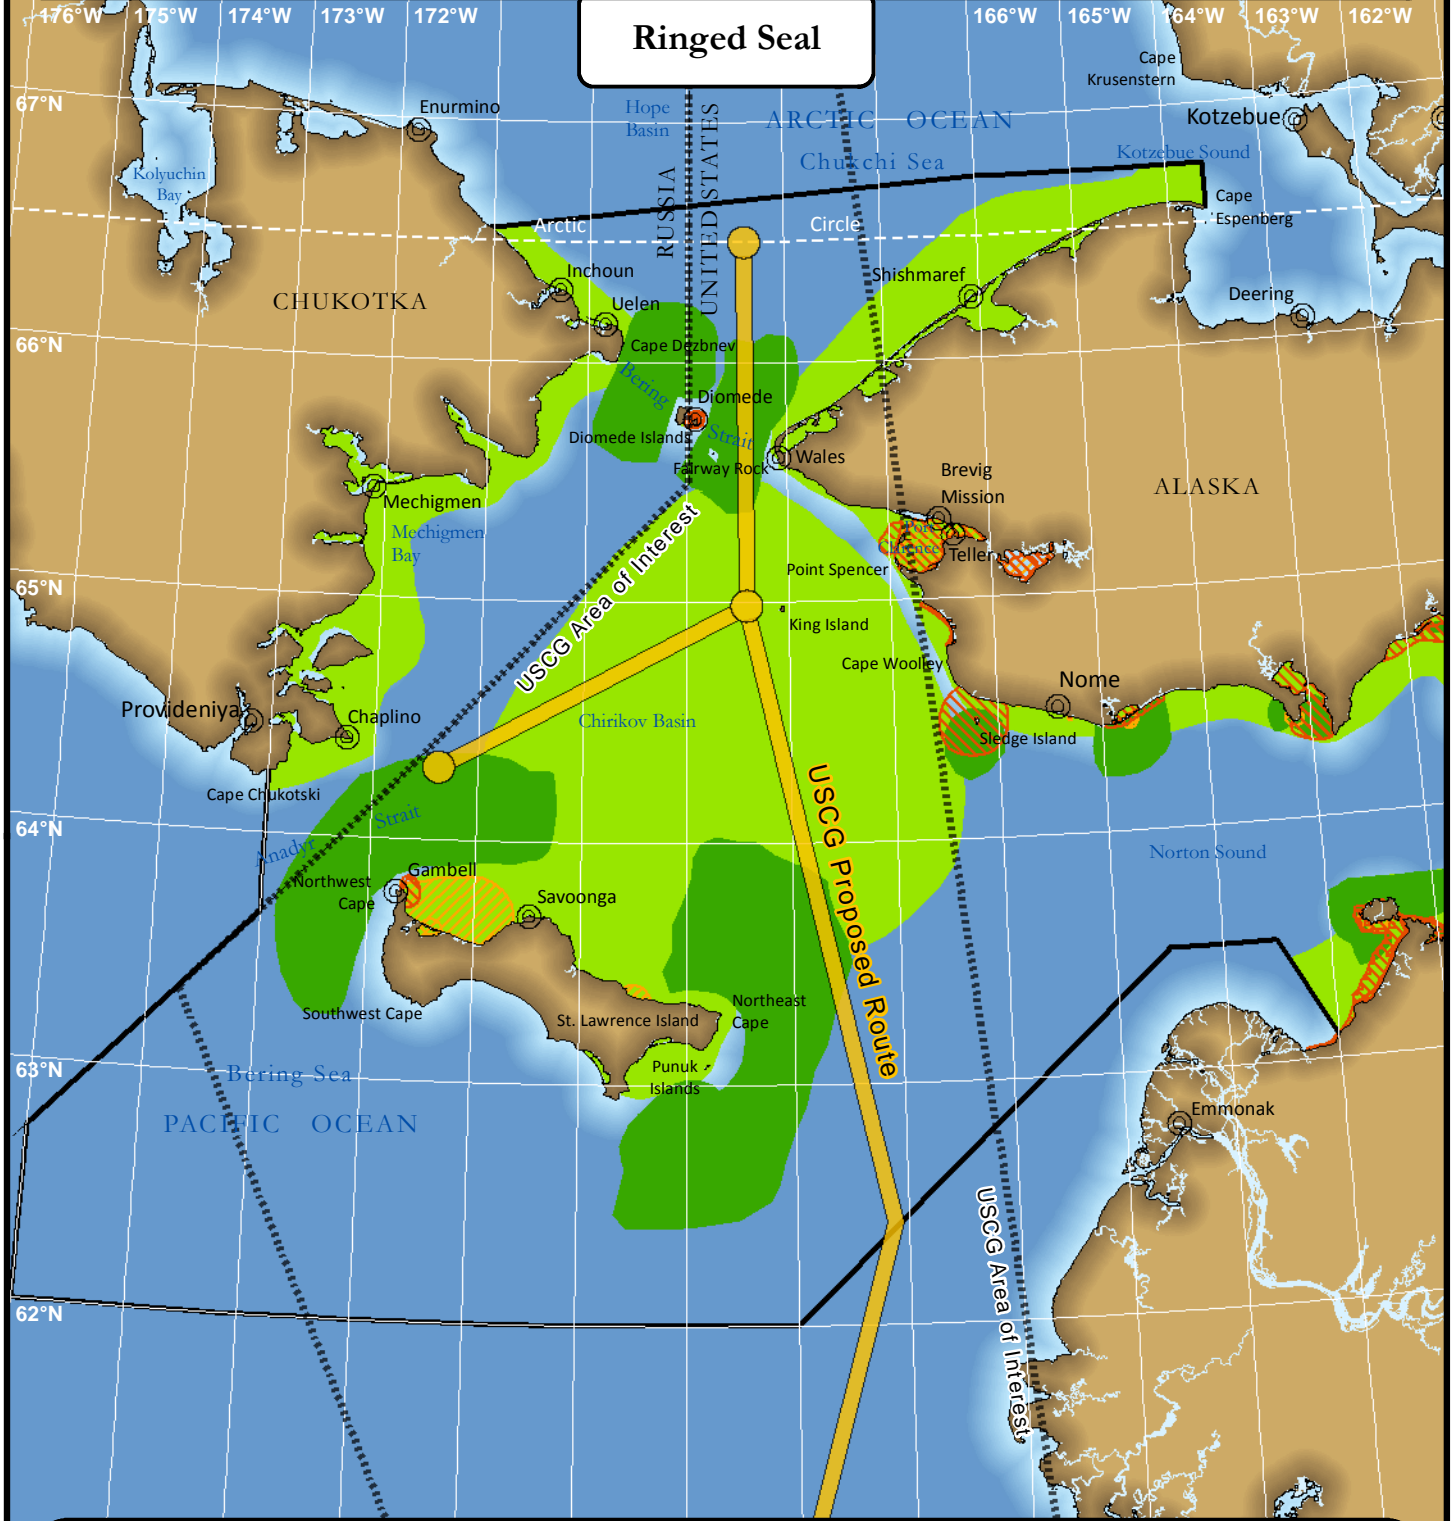 176°W
175°W
174°W
173°W
172°W
166°W
165°W
164°W
163°W
162°W
Ringed Seal
Cape
Krusenstern
67°N
Enurmino
Hope
Basin
ARCTIC OCEAN
Kotzebue
Chukchi Sea
Kotzebue Sound
Kolyuchin
Bay
RUSSIA
UNITED STATES
Cape
Espenberg
Arctic
Circle
Inchoun
Shishmaref
CHUKOTKA
Uelen
Deering
66°N
Cape Dezbnev
Bering
Strait
Diomede
Diomede Islands
Fairway Rock
Wales
Brevig
Mission
ALASKA
Mechigmen
Mechigmen
Bay
USCG Area of Interest
Port
Clarence
Teller
Point Spencer
65°N
King Island
Cape Woolley
Nome
Provideniya
Chaplino
Chirikov Basin
Sledge Island
Cape Chukotski
64°N
Anadyr
Strait
USCG Proposed Route
Norton Sound
Northwest
Cape
Gambell
Savoonga
Southwest Cape
St. Lawrence Island
Northeast
Cape
63°N
Bering Sea
Punuk
Islands
PACIFIC OCEAN
Emmonak
USCG Area of Interest
62°N